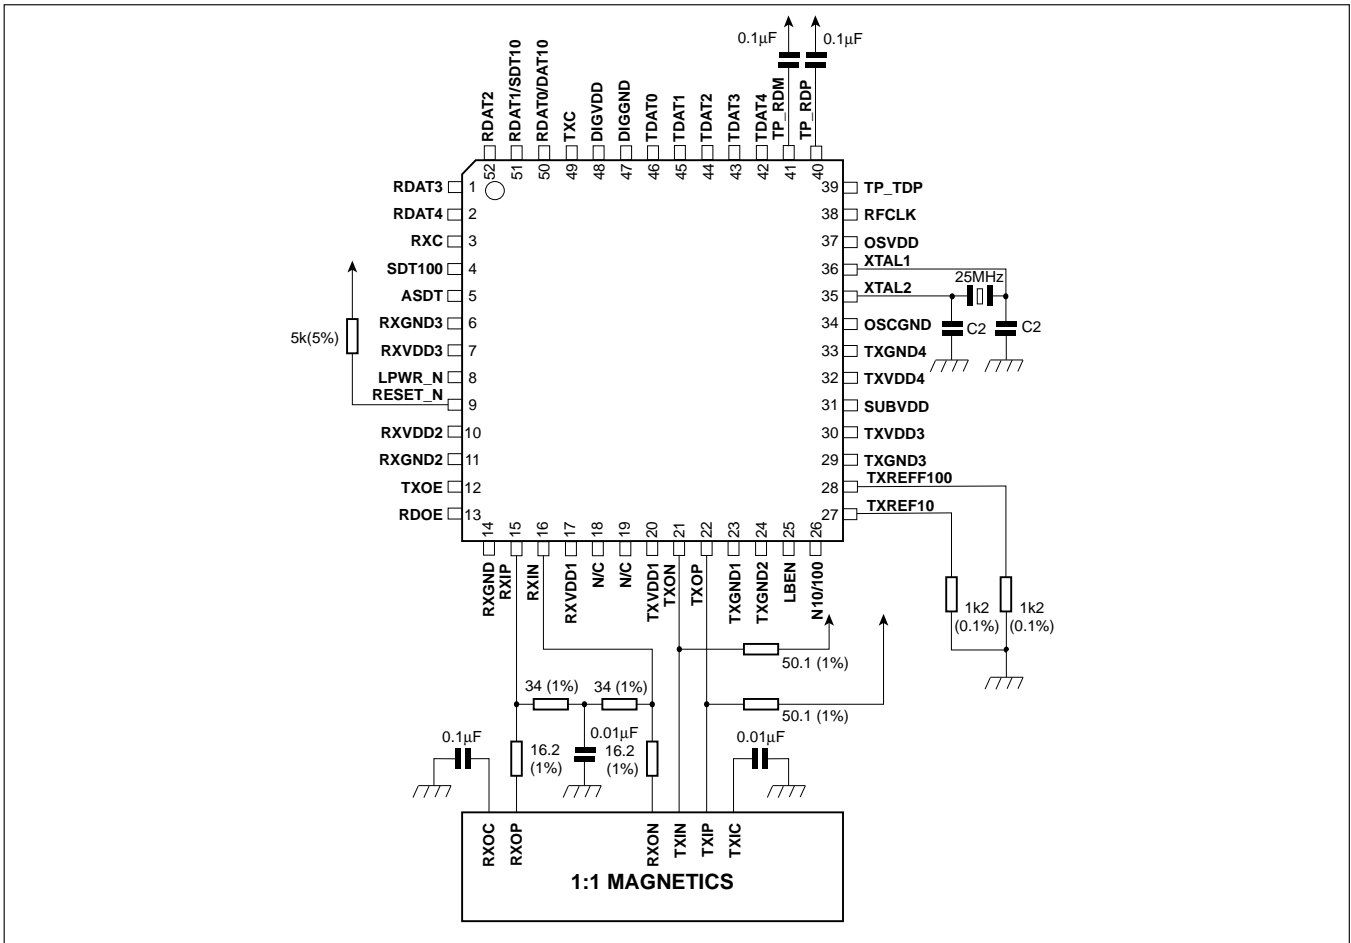 0.1µF
0.1µF
RDAT2
RDAT1/SDT10
RDAT0/DAT10
TXC
DIGVDD
DIGGND
TDAT0
TDAT1
TDAT2
TDAT3
TDAT4
TP_RDM
TP_RDP
52
51
50
49
48
47
46
45
44
43
42
41
40
RDAT3 1
RDAT4 2
RXC 3
SDT100 4
ASDT 5
RXGND3 6
RXVDD3 7
LPWR_N 8
RESET_N 9
RXVDD2 10
RXGND2 11
TXOE 12
RDOE 13
5k(5%)
39 TP_TDP
38 RFCLK
37 OSVDD
36 XTAL1
35 XTAL2
34 OSCGND
33 TXGND4
32 TXVDD4
31 SUBVDD
30 TXVDD3
29 TXGND3
28 TXREFF100
27 TXREF10
25MHz
C2
C2
14
15
16
17
18
19
20
21
22
23
24
25
26
RXGND
RXIP
RXIN
RXVDD1
N/C
N/C
TXVDD1
TXON
TXOP
TXGND1
TXGND2
LBEN
N10/100
1k2
(0.1%)
1k2
(0.1%)
50.1 (1%)
50.1 (1%)
34 (1%)
34 (1%)
0.1µF
16.2
(1%)
0.01µF
16.2
(1%)
0.01µF
RXOC
RXOP
RXON
TXIN
TXIP
TXIC
1:1 MAGNETICS